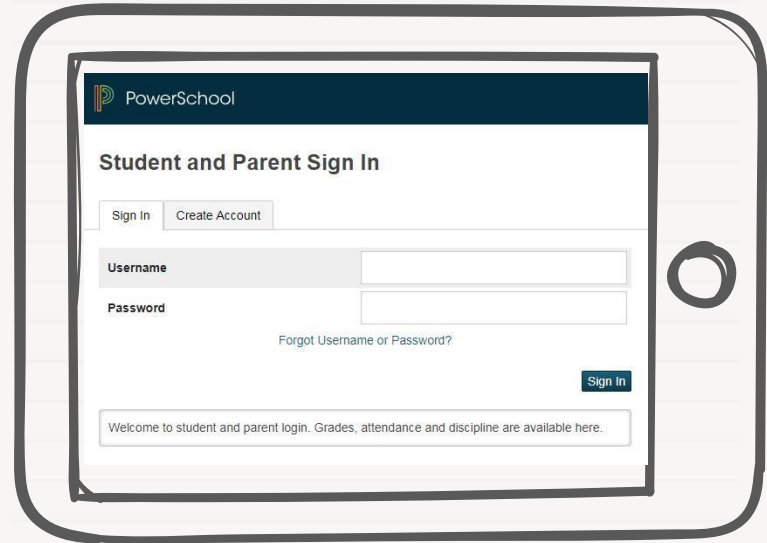 PowerSchool
Student and Parent Sign In
Sign In
Create Account
Username
Password
Forgot Username or Password?
Sign In
Welcome to student and parent login. Grades, attendance and discipline are available here.